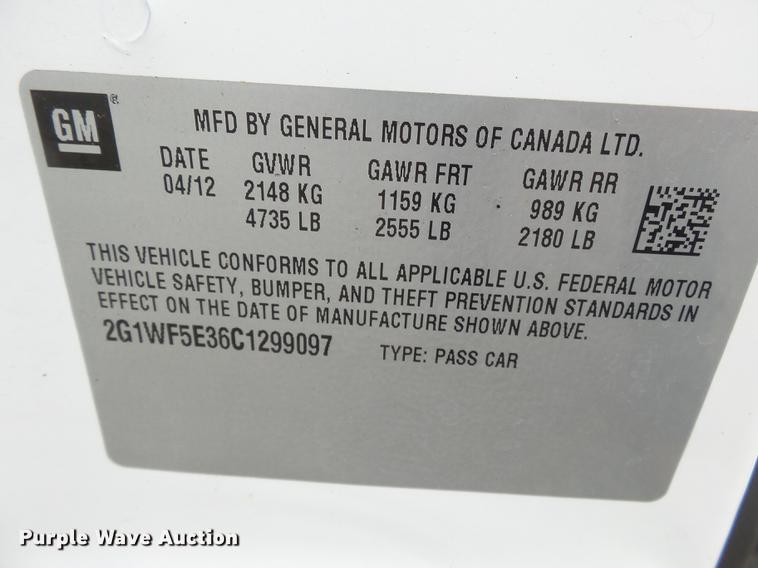 GM®
MFD BY GENERAL MOTORS OF CANADA LTD.
DATE GVWR GAWR FRT GAWR RR
04/12 2148 KG 1159 KG 989 KG
4735 LB 2555 LB 2180 LB
THIS VEHICLE CONFORMS TO ALL APPLICABLE U.S. FEDERAL MOTOR
VEHICLE SAFETY, BUMPER, AND THEFT PREVENTION STANDARDS IN
EFFECT ON THE DATE OF MANUFACTURE SHOWN ABOVE.
2G1WF5E36C1299097 TYPE: PASS CAR
Purple Wave Auction